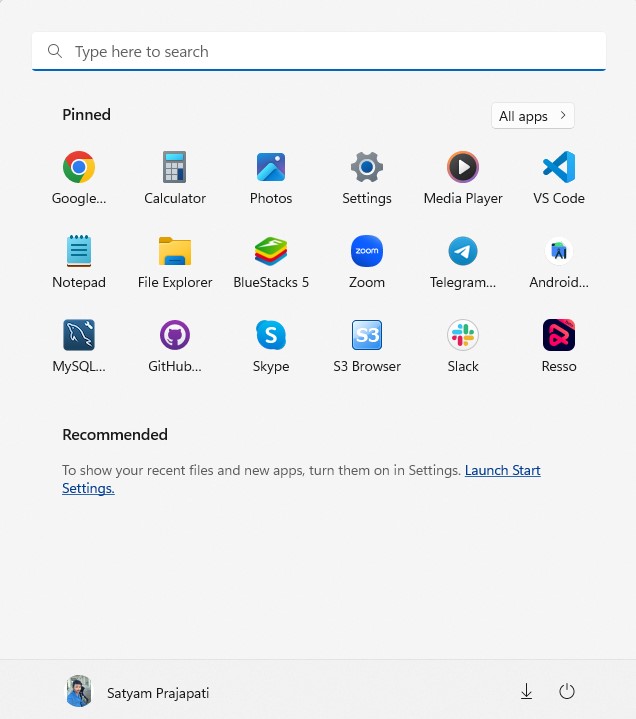 Type here to search
Pinned
All apps
Google...
Calculator
Photos
Settings
Media Player
VS Code
Notepad
File Explorer
BlueStacks 5
zoom
Zoom
Telegram...
Android...
MySQL...
GitHub...
Skype
S3
S3 Browser
Slack
Resso
Recommended
To show your recent files and new apps, turn them on in Settings. Launch Start
Settings.
Satyam Prajapati